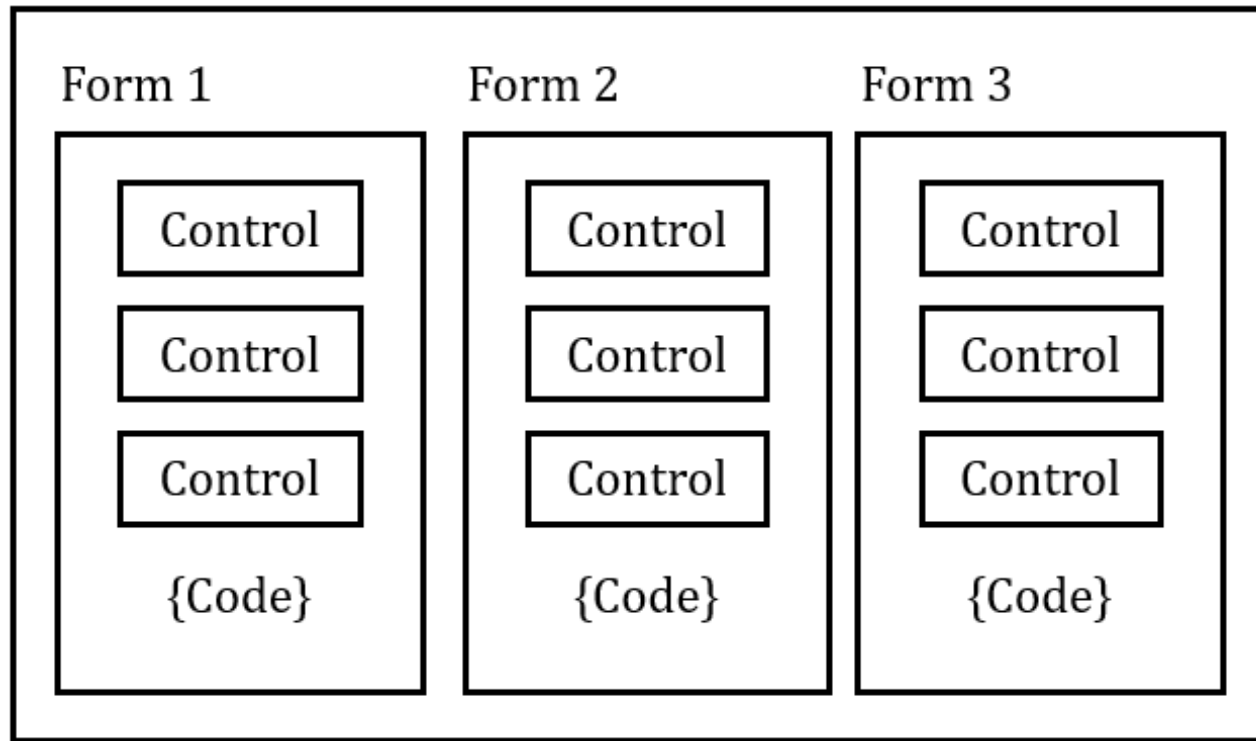 Form 1
Control
Control
Control
{Code}
Form 2
Control
Control
Control
{Code}
Form 3
Control
Control
Control
{Code}